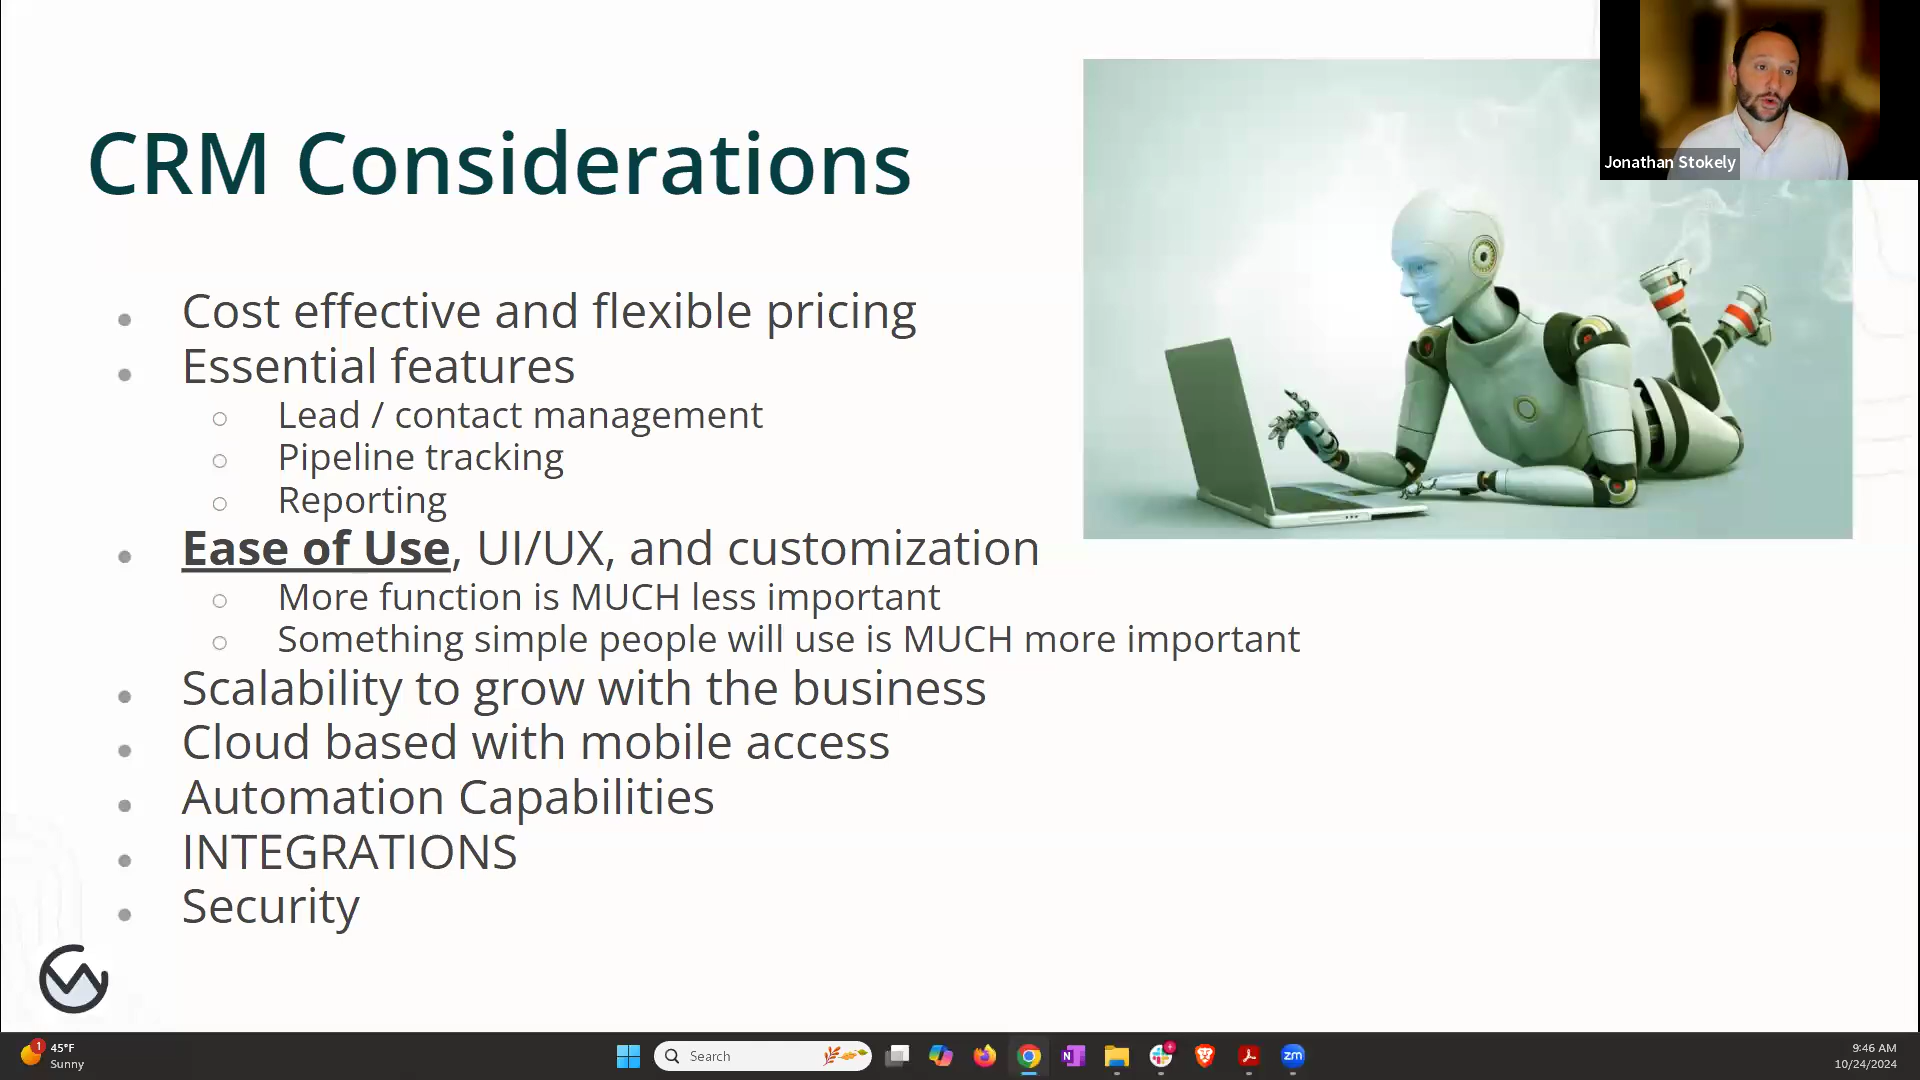 Jonathan Stokely
CRM Considerations
Cost effective and flexible pricing
Essential features
Lead / contact management
Pipeline tracking
Reporting
Ease of Use, UI/UX, and customization
More function is MUCH less important
Something simple people will use is MUCH more important
Scalability to grow with the business
Cloud based with mobile access
Automation Capabilities
INTEGRATIONS
Security
1
45°F
Sunny
Search
N
zm
9:46 AM
10/24/2024